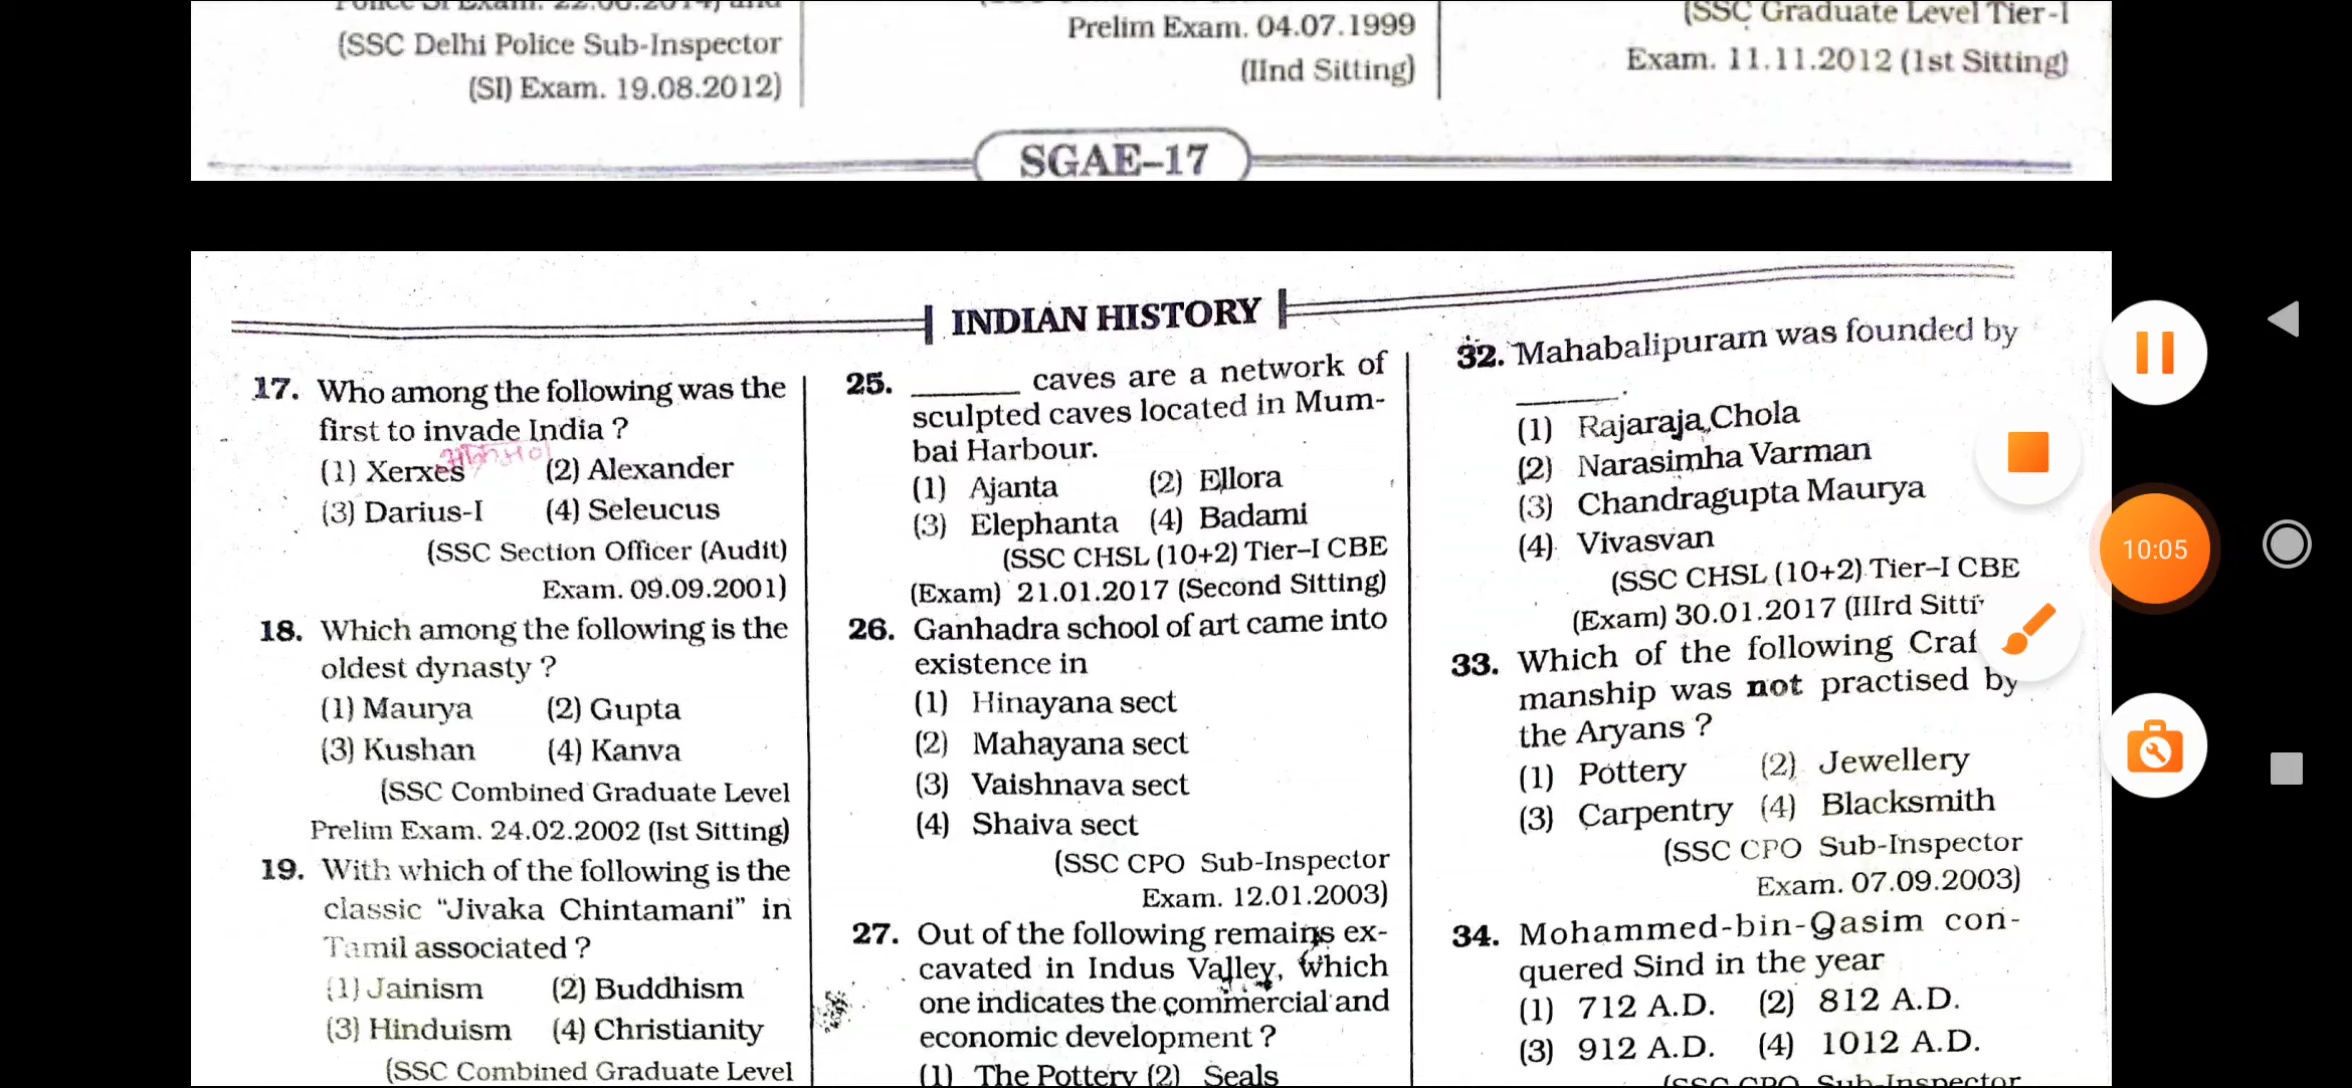 (SSC Delhi Police Sub-Inspector
(SI) Exam. 19.08.2012)
Prelim Exam. 04.07.1999
(IInd Sitting)
(SSC Graduate Level Tier-I
Exam. 11.11.2012 (1st Sitting)
SGAE–17
INDIAN HISTORY
17. Who among the following was the
first to invade India ?
(1) Xerxes (2) Alexander
(3) Darius-I (4) Seleucus
(SSC Section Officer (Audit)
Exam. 09.09.2001)
18. Which among the following is the
oldest dynasty ?
(1) Maurya (2) Gupta
(3) Kushan (4) Kanva
(SSC Combined Graduate Level
Prelim Exam. 24.02.2002 (Ist Sitting)
19. With which of the following is the
classic “Jivaka Chintamani” in
Tamil associated ?
(1) Jainism (2) Buddhism
(3) Hinduism (4) Christianity
(SSC Combined Graduate Level
25. ______ caves are a network of
sculpted caves located in Mum-
bai Harbour.
(1) Ajanta (2) Ellora
(3) Elephanta (4) Badami
(SSC CHSL (10+2) Tier–I CBE
(Exam) 21.01.2017 (Second Sitting)
26. Ganhadra school of art came into
existence in
(1) Hinayana sect
(2) Mahayana sect
(3) Vaishnava sect
(4) Shaiva sect
(SSC CPO Sub-Inspector
Exam. 12.01.2003)
27. Out of the following remains ex-
cavated in Indus Valley, which
one indicates the commercial and
economic development ?
(1) The Pottery (2) Seals
32. Mahabalipuram was founded by
______.
(1) Rajaraja Chola
(2) Narasimha Varman
(3) Chandragupta Maurya
(4) Vivasvan
(SSC CHSL (10+2) Tier–I CBE
(Exam) 30.01.2017 (IIIrd
33. Which of the following
manship was not practised by
the Aryans ?
(1) Pottery (2) Jewellery
(3) Carpentry (4) Blacksmith
(SSC CPO Sub-Inspector
Exam. 07.09.2003)
34. Mohammed-bin-Qasim con-
quered Sind in the year
(1) 712 A.D. (2) 812 A.D.
(3) 912 A.D. (4) 1012 A.D.
(SSC CPO Sub-Inspector
10:05